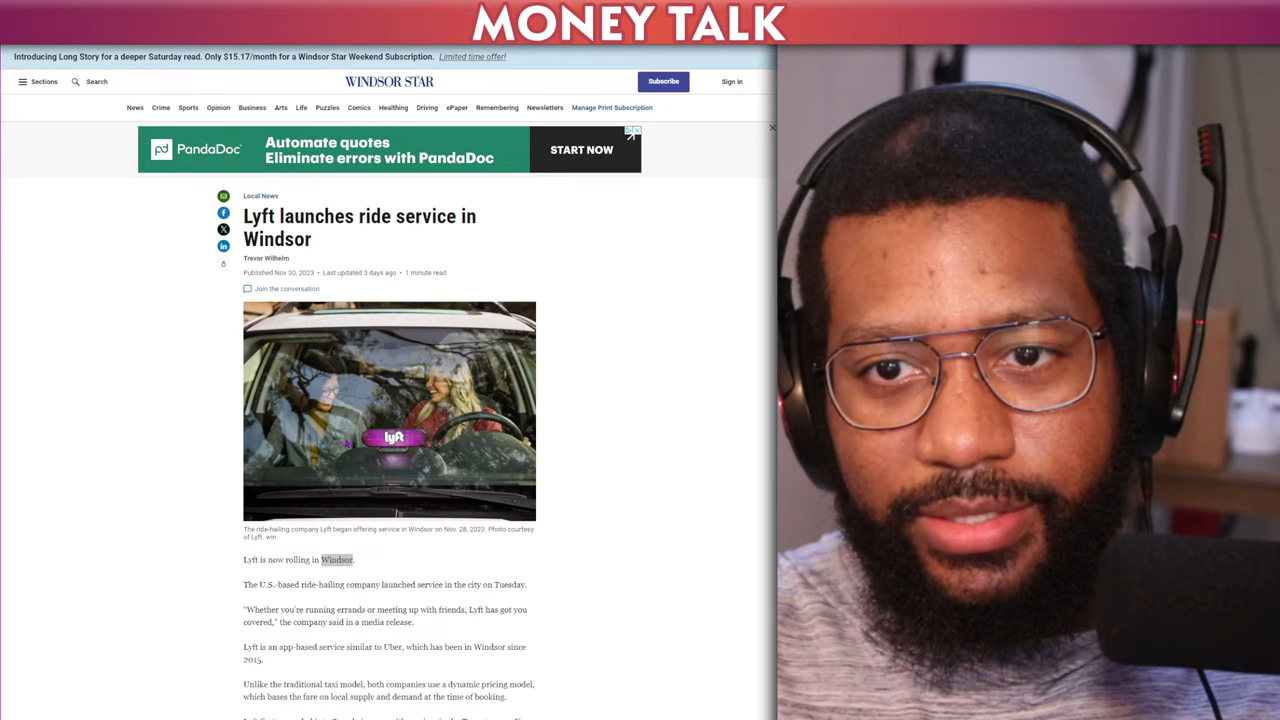 MONEY TALK
Introducing Long Story for a deeper Saturday read. Only $15.17/month for a Windsor Star Weekend Subscription. Limited time offer!
Sections Search WINDSOR STAR Subscribe Sign In
News Crime Sports Opinion Business Arts Life Puzzles Comics Healthing Driving ePaper Remembering Newsletters Manage Print Subscription
pd PandaDoc
Automate quotes
Eliminate errors with PandaDoc
START NOW
Local News
Lyft launches ride service in
Windsor
Trevor Wilhelm
Published Nov 30, 2023 • Last updated 3 days ago • 1 minute read
Join the conversation
lyft
The ride-hailing company Lyft began offering service in Windsor on Nov. 28, 2023. Photo courtesy
of Lyft. win
Lyft is now rolling in Windsor.
The U.S.-based ride-hailing company launched service in the city on Tuesday.
"Whether you're running errands or meeting up with friends, Lyft has got you
covered," the company said in a media release.
Lyft is an app-based service similar to Uber, which has been in Windsor since
2015.
Unlike the traditional taxi model, both companies use a dynamic pricing model,
which bases the fare on local supply and demand at the time of booking.